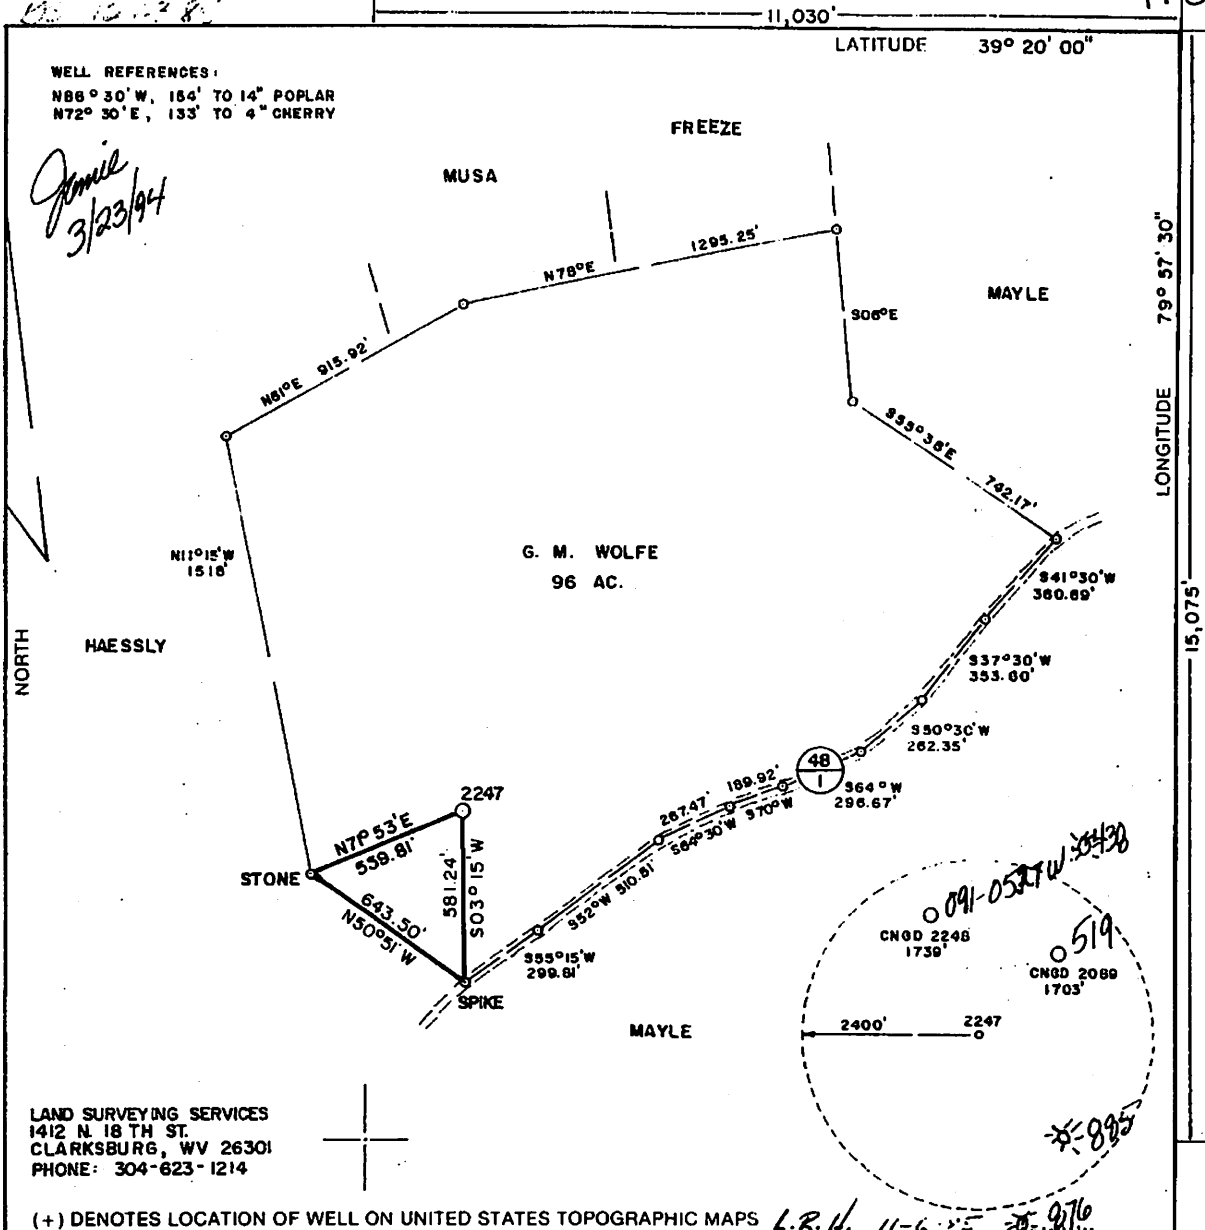 11,030'
LATITUDE 39° 20' 00"
WELL REFERENCES:
N86° 30' W, 154' TO 14" POPLAR
N72° 30' E, 133' TO 4" CHERRY
Jamie
3/23/94
FREEZE
MUSA
1295.25'
N78°E
MAYLE
S06°E
LONGITUDE 79° 57' 30"
N61°E 915.92'
S55°38'E
742.17'
N11°15'W
1518'
G. M. WOLFE
96 AC.
S41°30'W
360.69'
15,075'
NORTH
HAESSLY
S37°30'W
353.60'
S50°30'W
262.35'
48
1
S64°W
296.67'
189.92'
S70°W
267.47'
S64°30'W
2247
N71° 53'E
539.81'
STONE
581.24'
S03°15'W
643.50'
N50°51'W
S52°W 510.81'
S55°15'W
299.81'
SPIKE
MAYLE
CNGD 2248
1739'
519
CNGD 2089
1703'
2400'
2247
885
LAND SURVEYING SERVICES
1412 N. 18 TH ST.
CLARKSBURG, WV 26301
PHONE: 304-623-1214
(+) DENOTES LOCATION OF WELL ON UNITED STATES TOPOGRAPHIC MAPS
876